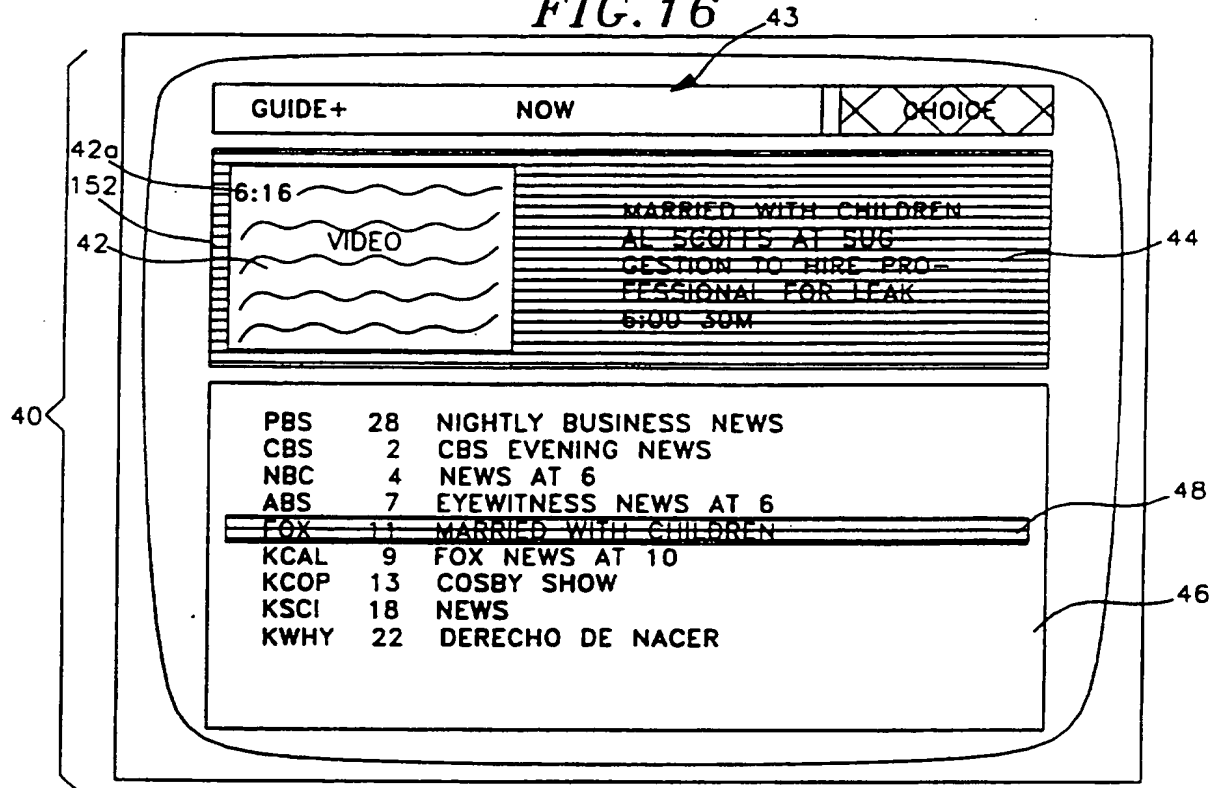 FIG. 16
43
GUIDE+ NOW CHOICE
42a
152
42
6:16
VIDEO
MARRIED WITH CHILDREN
AL SCOFFS AT SUG
GESTION TO HIRE PRO-
FESSIONAL FOR LEAK
6:00 30M
44
40
PBS 28 NIGHTLY BUSINESS NEWS
CBS 2 CBS EVENING NEWS
NBC 4 NEWS AT 6
ABS 7 EYEWITNESS NEWS AT 6
FOX 11 MARRIED WITH CHILDREN
48
KCAL 9 FOX NEWS AT 10
KCOP 13 COSBY SHOW
KSCI 18 NEWS
KWHY 22 DERECHO DE NACER
46